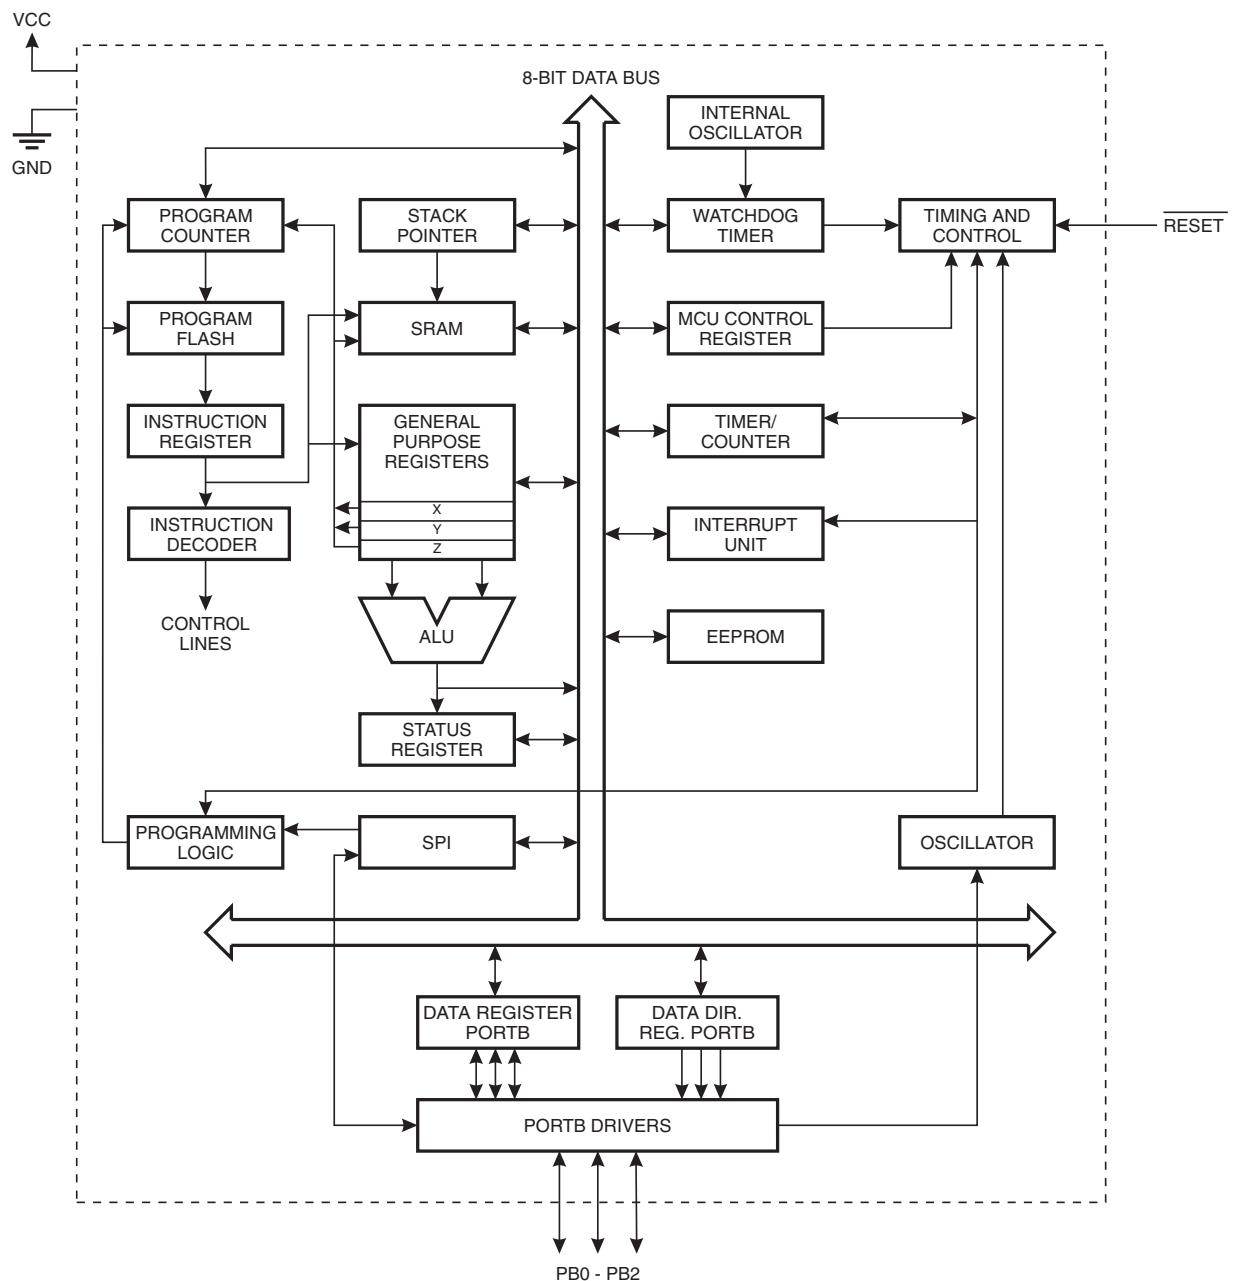 VCC
GND
8-BIT DATA BUS
INTERNAL
OSCILLATOR
PROGRAM
COUNTER
STACK
POINTER
WATCHDOG
TIMER
TIMING AND
CONTROL
RESET
PROGRAM
FLASH
SRAM
MCU CONTROL
REGISTER
INSTRUCTION
REGISTER
GENERAL
PURPOSE
REGISTERS
X
Y
Z
TIMER/
COUNTER
INSTRUCTION
DECODER
INTERRUPT
UNIT
CONTROL
LINES
ALU
EEPROM
STATUS
REGISTER
PROGRAMMING
LOGIC
SPI
OSCILLATOR
DATA REGISTER
PORTB
DATA DIR.
REG. PORTB
PORTB DRIVERS
PB0 - PB2